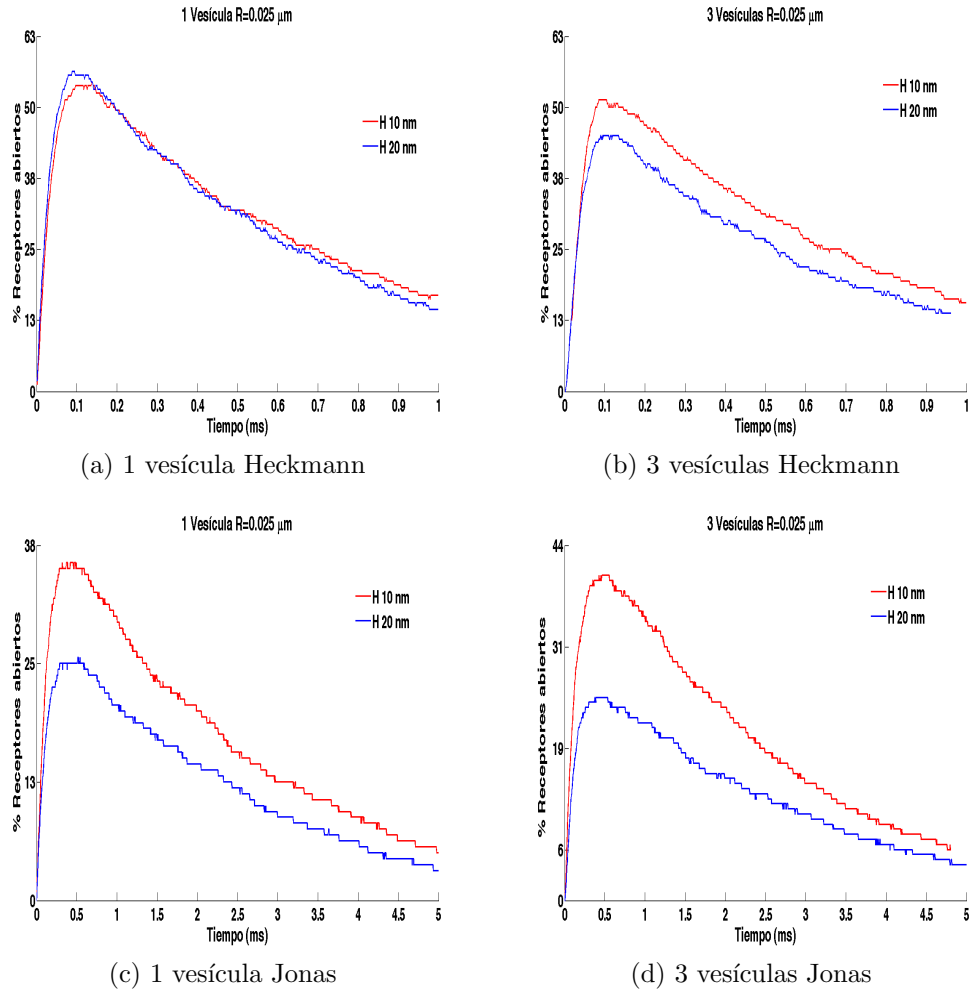 1 Vesícula R=0.025 μm
63
50
38
25
13
0
% Receptores abiertos
H 10 nm
H 20 nm
0 0.1 0.2 0.3 0.4 0.5 0.6 0.7 0.8 0.9 1
Tiempo (ms)
(a) 1 vesícula Heckmann
3 Vesículas R=0.025 μm
63
50
38
25
13
0
% Receptores abiertos
H 10 nm
H 20 nm
0 0.1 0.2 0.3 0.4 0.5 0.6 0.7 0.8 0.9 1
Tiempo (ms)
(b) 3 vesículas Heckmann
1 Vesícula R=0.025 μm
38
25
13
0
% Receptores abiertos
H 10 nm
H 20 nm
0 0.5 1 1.5 2 2.5 3 3.5 4 4.5 5
Tiempo (ms)
(c) 1 vesícula Jonas
3 Vesículas R=0.025 μm
44
31
19
6
0
% Receptores abiertos
H 10 nm
H 20 nm
0 0.5 1 1.5 2 2.5 3 3.5 4 4.5 5
Tiempo (ms)
(d) 3 vesículas Jonas